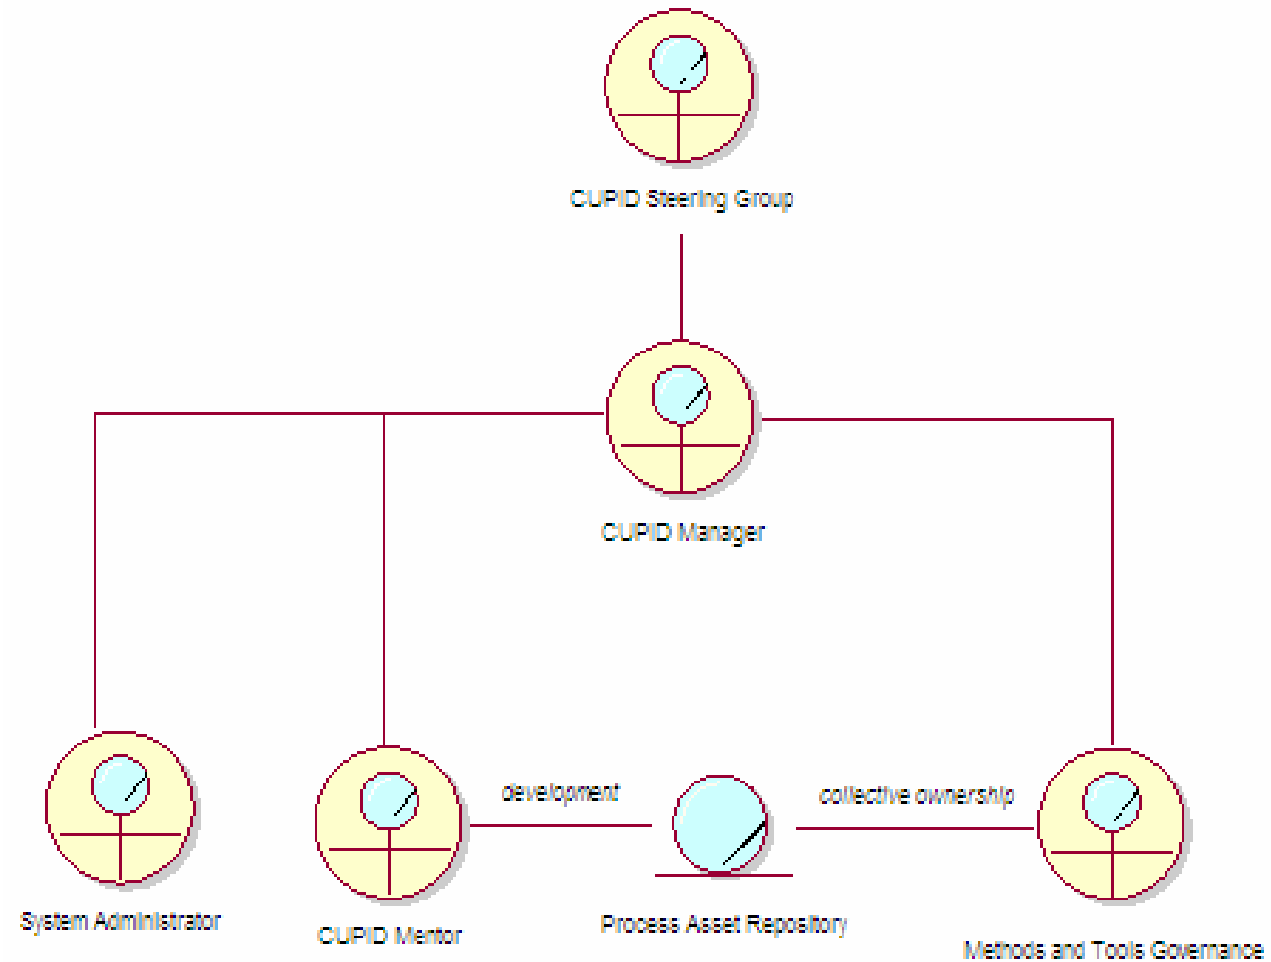 CUPID Steering Group
CUPID Manager
development
collective ownership
System Administrator
CUPID Mentor
Process Asset Repository
Methods and Tools Governance